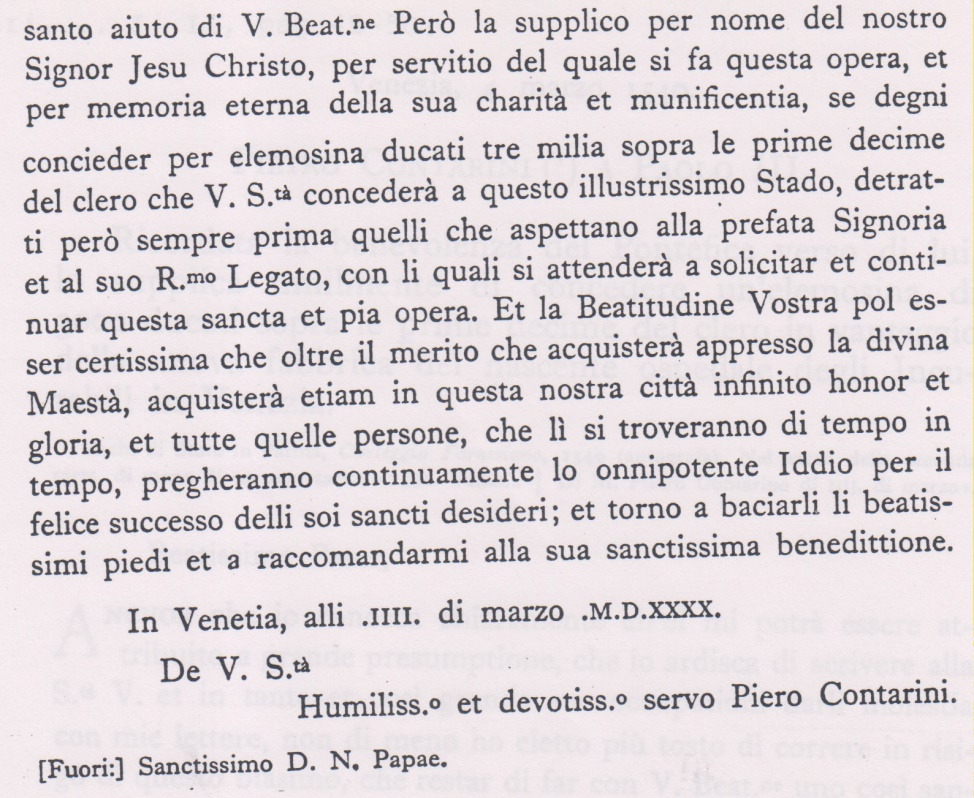 santo aiuto di V. Beat.ⁿᵉ Però la supplico per nome del nostro
Signor Jesu Christo, per servitio del quale si fa questa opera, et
per memoria eterna della sua charità et munificentia, se degni
concieder per elemosina ducati tre milia sopra le prime decime
del clero che V. S.ᵗà concederà a questo illustrissimo Stado, detrat-
ti però sempre prima quelli che aspettano alla prefata Signoria
et al suo R.ᵐᵒ Legato, con li quali si attenderà a solicitar et conti-
nuar questa sancta et pia opera. Et la Beatitudine Vostra pol es-
ser certissima che oltre il merito che acquisterà appresso la divina
Maestà, acquisterà etiam in questa nostra città infinito honor et
gloria, et tutte quelle persone, che lì si troveranno di tempo in
tempo, pregheranno continuamente lo onnipotente Iddio per il
felice successo delli soi sancti desideri; et torno a baciarli li beatis-
simi piedi et a raccomandarmi alla sua sanctissima benedittione.
In Venetia, alli .IIII. di marzo .M.D.XXXX.
De V. S.ᵗà
Humiliss.º et devotiss.º servo Piero Contarini.
[Fuori:] Sanctissimo D. N. Papae.